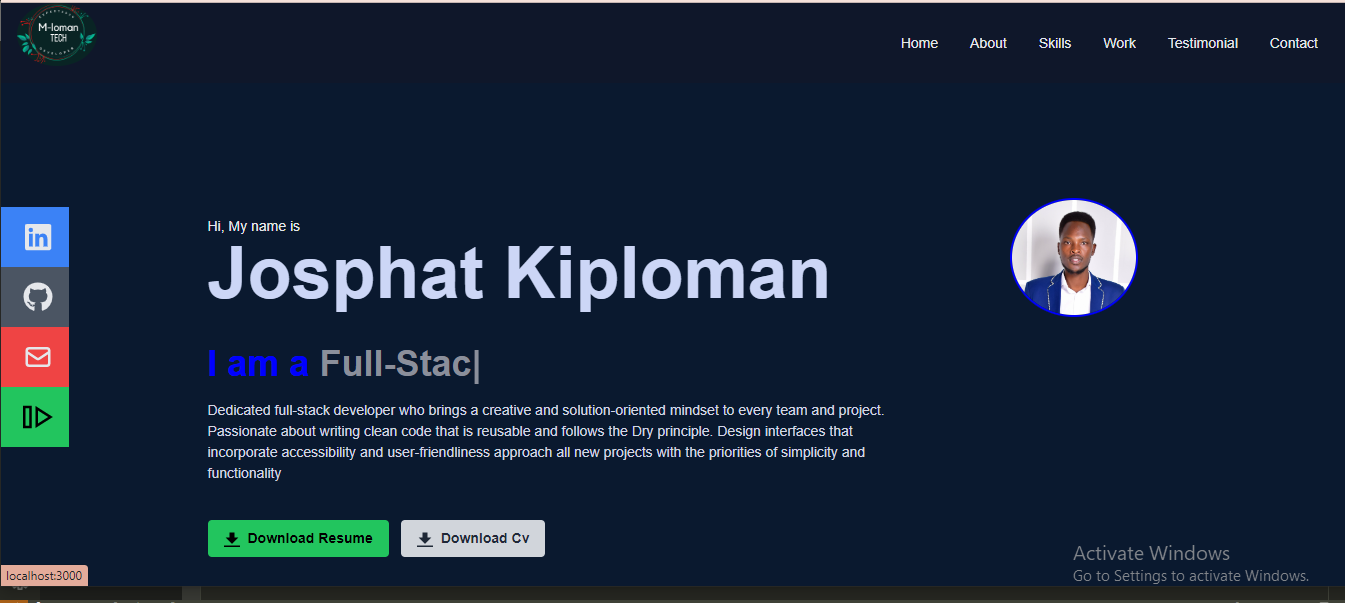 M-loman
TECH
DEVELOPER
Home
About
Skills
Work
Testimonial
Contact
Hi, My name is
Josphat Kiploman
I am a Full-Stac|
Dedicated full-stack developer who brings a creative and solution-oriented mindset to every team and project.
Passionate about writing clean code that is reusable and follows the Dry principle. Design interfaces that
incorporate accessibility and user-friendliness approach all new projects with the priorities of simplicity and
functionality
in
Download Resume
Download Cv
Activate Windows
Go to Settings to activate Windows.
localhost:3000